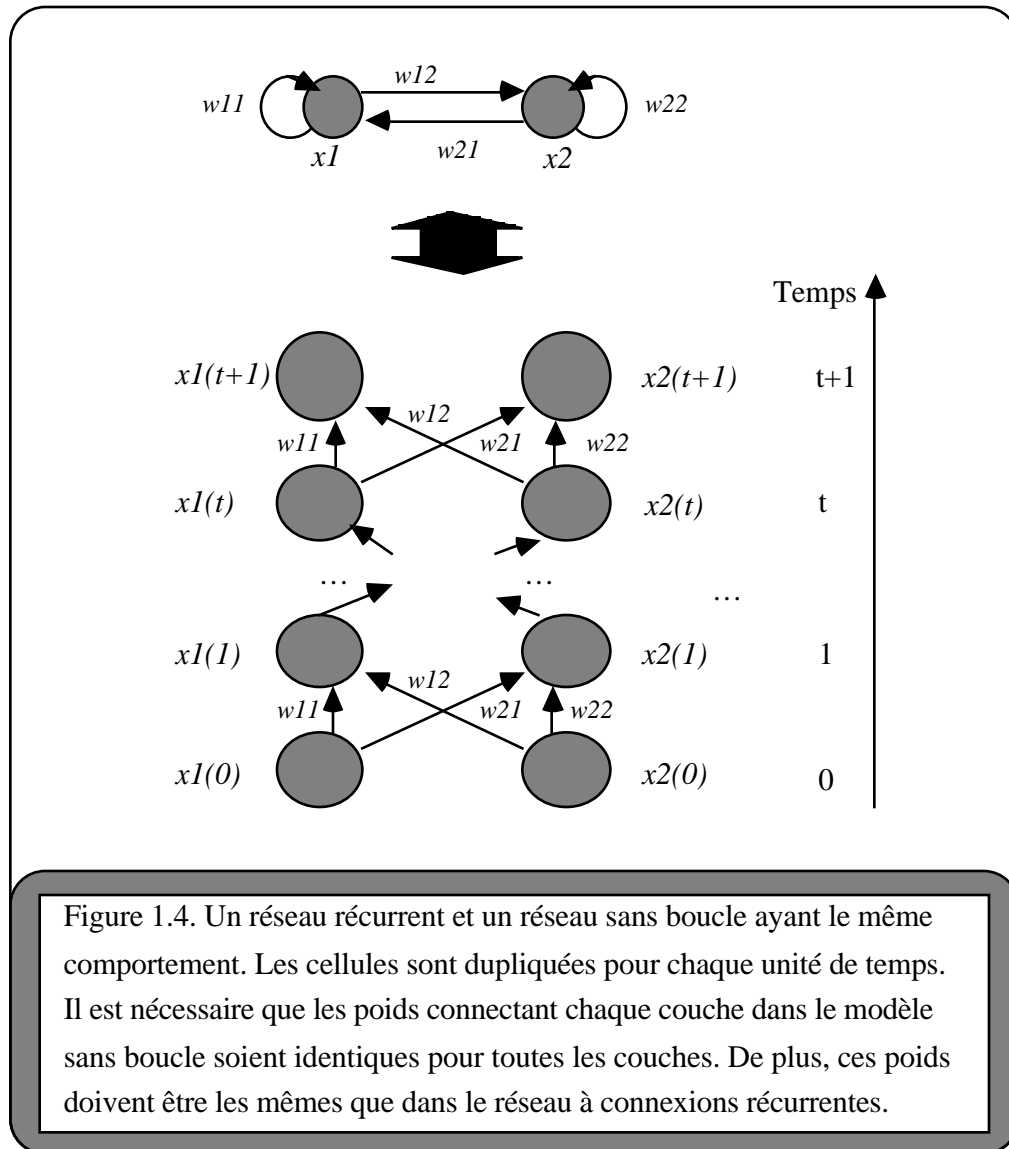 w12
w11
w22
x1
w21
x2
Temps
x1(t+1)
x2(t+1)
t+1
w12
w11
w21
w22
x1(t)
x2(t)
t
…
…
…
x1(1)
x2(1)
1
w12
w11
w21
w22
x1(0)
x2(0)
0
Figure 1.4. Un réseau récurrent et un réseau sans boucle ayant le même
comportement. Les cellules sont dupliquées pour chaque unité de temps.
Il est nécessaire que les poids connectant chaque couche dans le modèle
sans boucle soient identiques pour toutes les couches. De plus, ces poids
doivent être les mêmes que dans le réseau à connexions récurrentes.